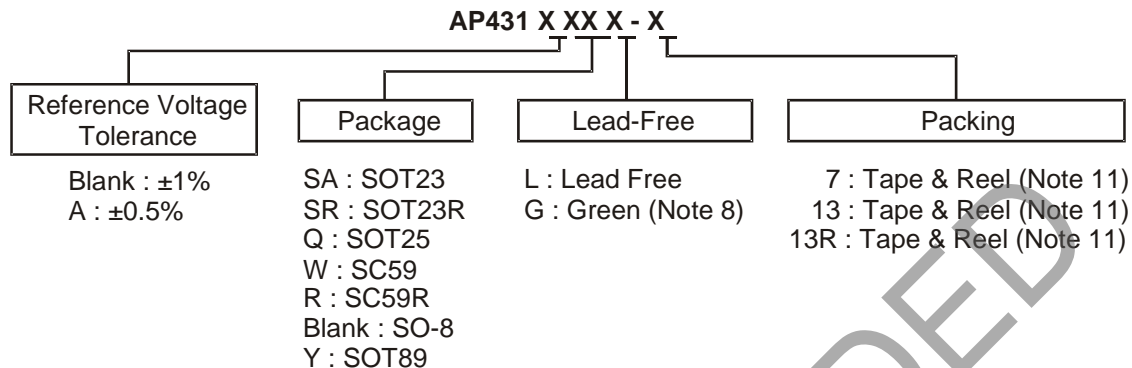 AP431 X XX X - X
Reference Voltage
Tolerance
Blank : ±1%
A : ±0.5%
Package
SA : SOT23
SR : SOT23R
Q : SOT25
W : SC59
R : SC59R
Blank : SO-8
Y : SOT89
Lead-Free
L : Lead Free
G : Green (Note 8)
Packing
7 : Tape & Reel (Note 11)
13 : Tape & Reel (Note 11)
13R : Tape & Reel (Note 11)
DED